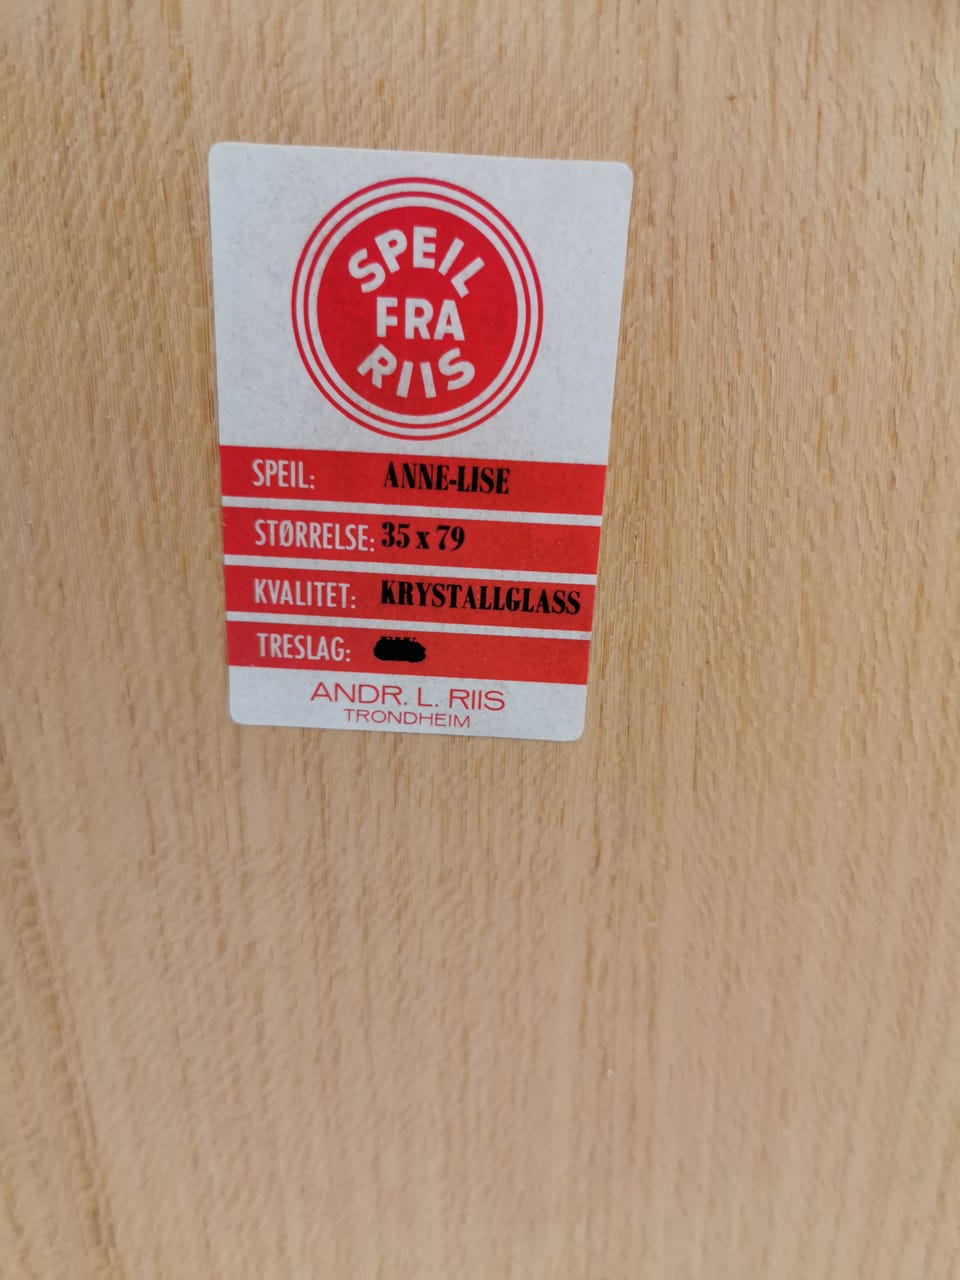 SPEIL
FRA
RIIS
SPEIL: ANNE-LISE
STØRRELSE: 35 x 79
KVALITET: KRYSTALLGLASS
TRESLAG:
ANDR. L. RIIS
TRONDHEIM